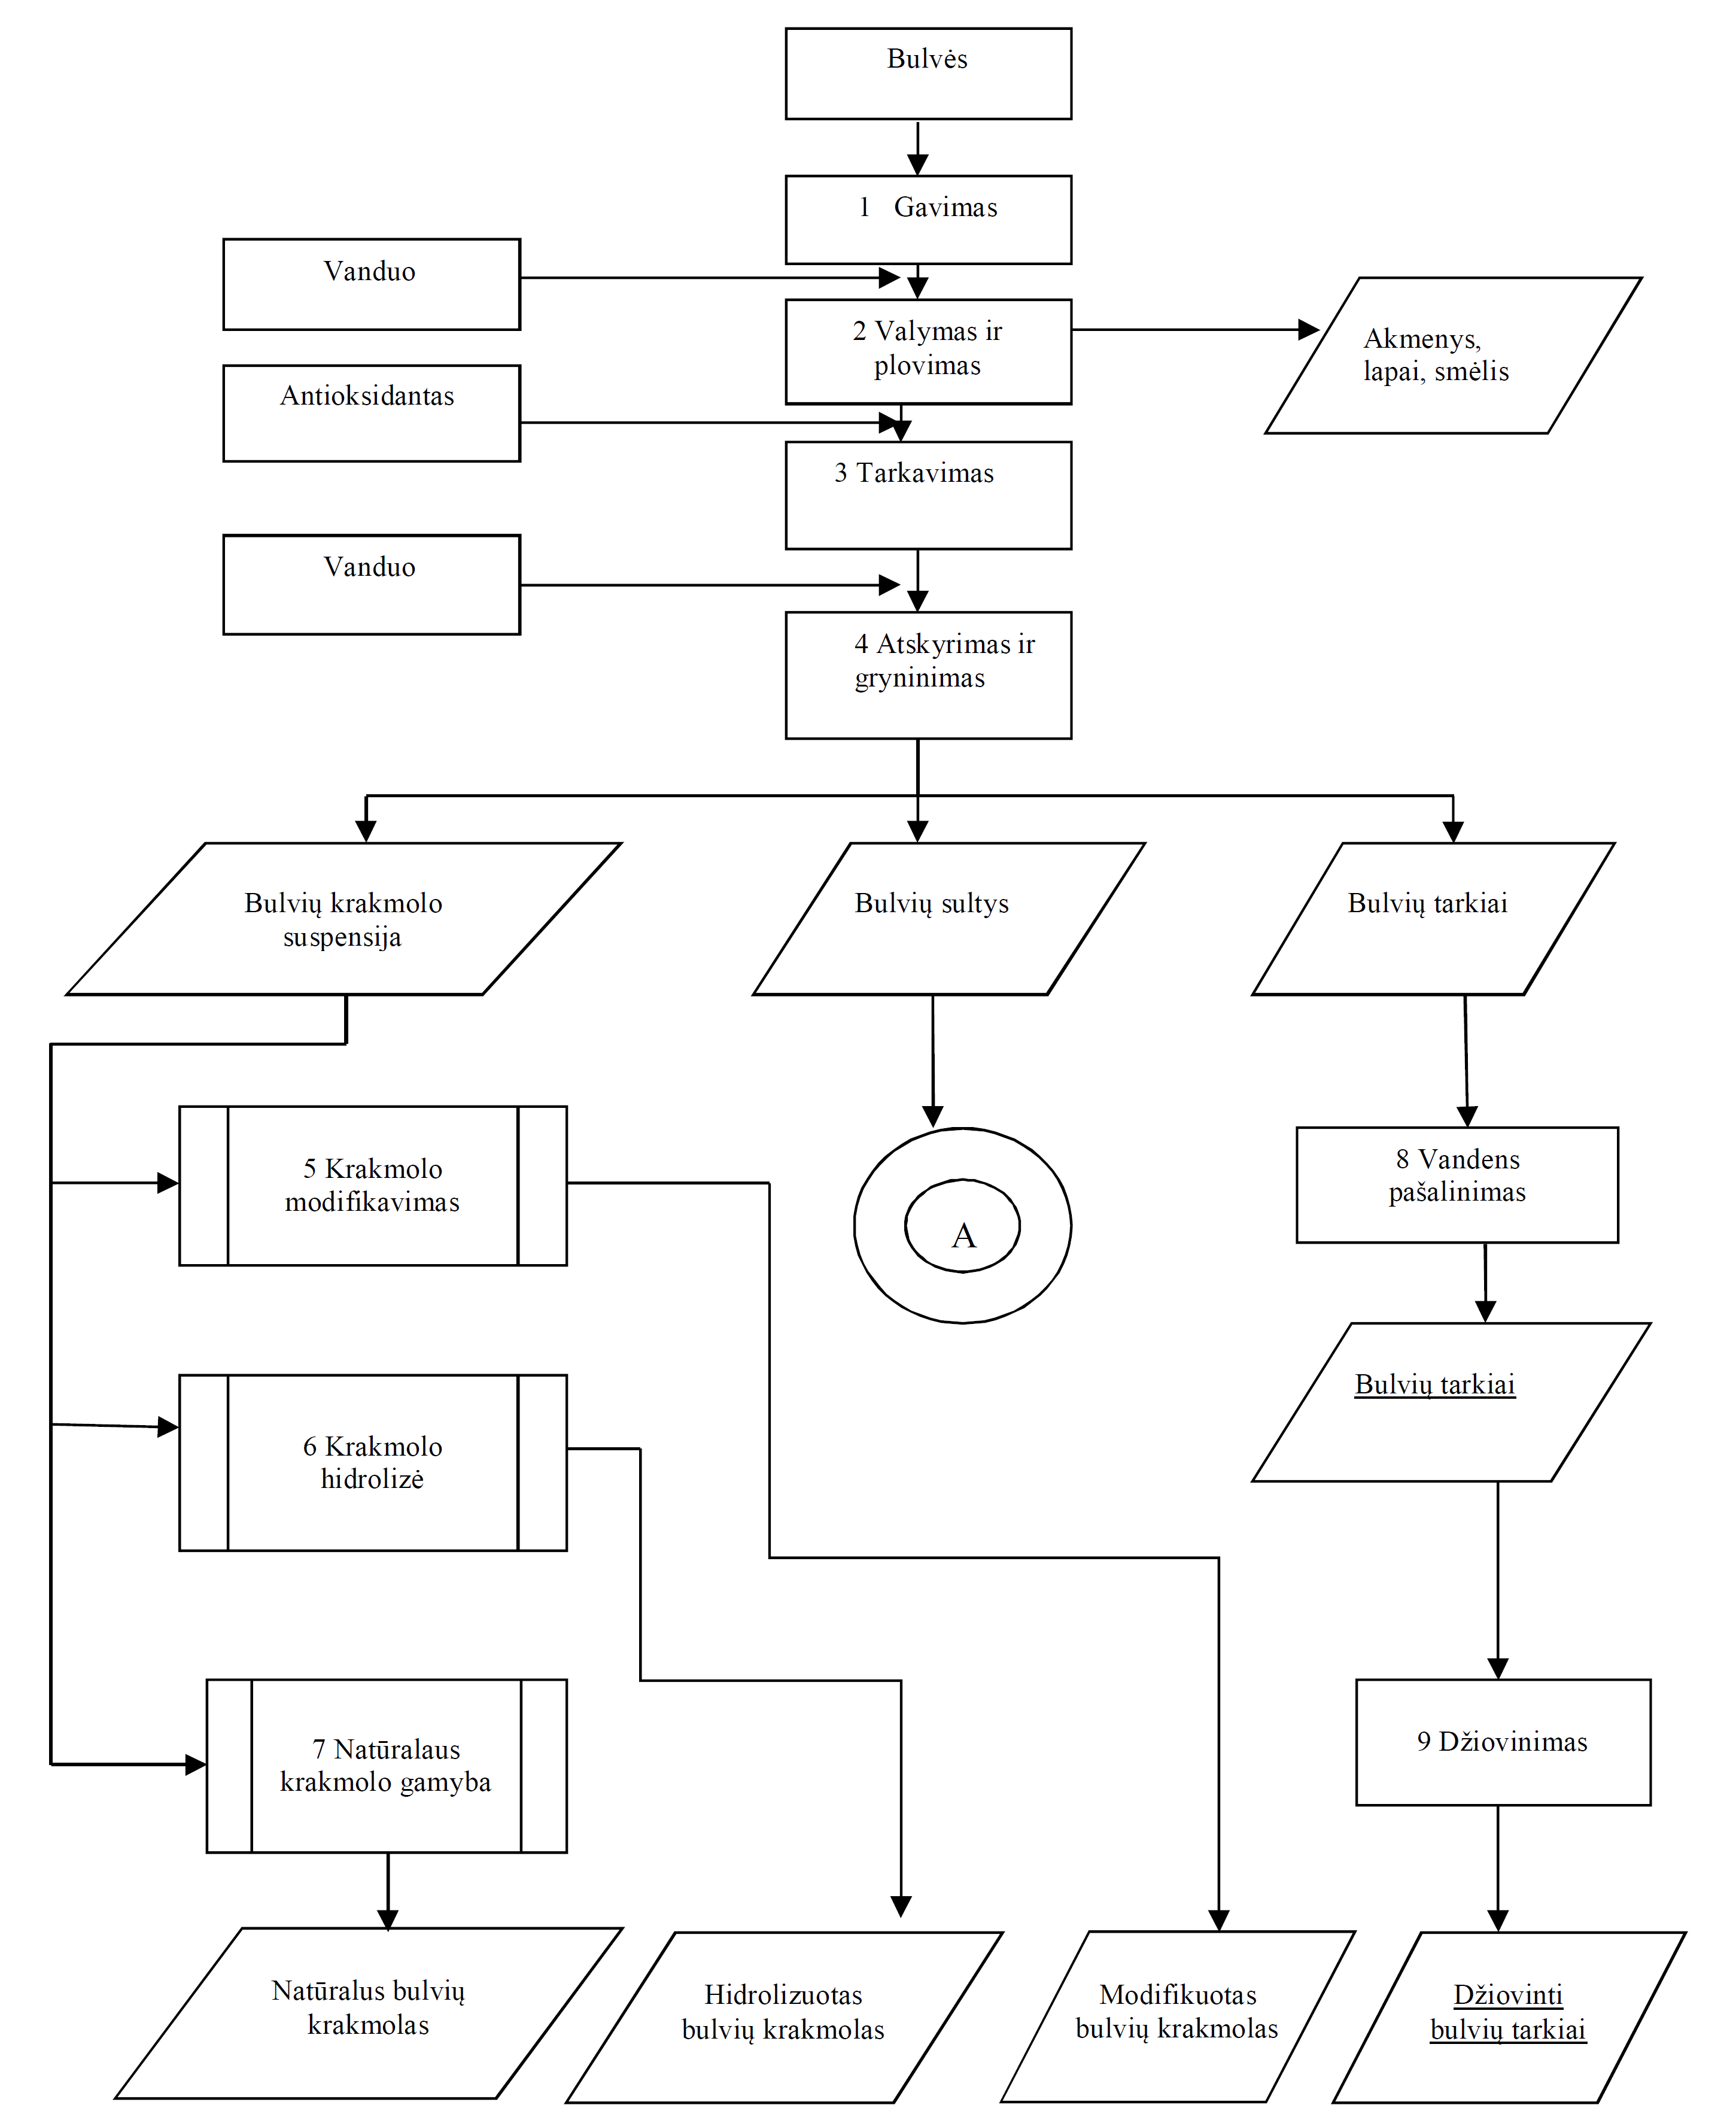 Bulvės
1 Gavimas
Vanduo
2 Valymas ir
plovimas
Akmenys,
lapai, smėlis
Antioksidantas
3 Tarkavimas
Vanduo
4 Atskyrimas ir
gryninimas
Bulvių krakmolo
suspensija
Bulvių sultys
Bulvių tarkiai
5 Krakmolo
modifikavimas
A
8 Vandens
pašalinimas
Bulvių tarkiai
6 Krakmolo
hidrolizė
7 Natūralaus
krakmolo gamyba
9 Džiovinimas
Natūralus bulvių
krakmolas
Hidrolizuotas
bulvių krakmolas
Modifikuotas
bulvių krakmolas
Džiovinti
bulvių tarkiai